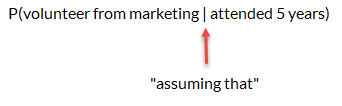 P(volunteer from marketing | attended 5 years)
"assuming that"